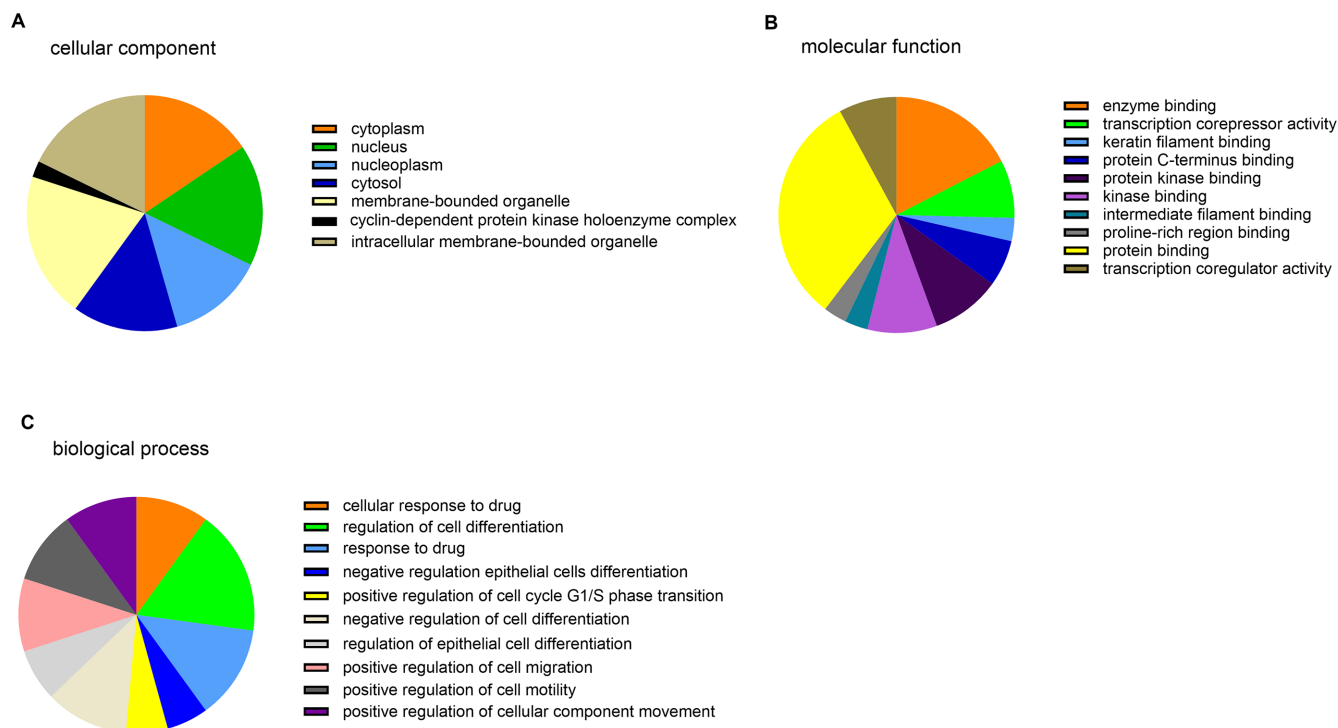 A
cellular component
cytoplasm
nucleus
nucleoplasm
cytosol
membrane-bounded organelle
cyclin-dependent protein kinase holoenzyme complex
intracellular membrane-bounded organelle
B
molecular function
enzyme binding
transcription corepressor activity
keratin filament binding
protein C-terminus binding
protein kinase binding
kinase binding
intermediate filament binding
proline-rich region binding
protein binding
transcription coregulator activity
C
biological process
cellular response to drug
regulation of cell differentiation
response to drug
negative regulation epithelial cells differentiation
positive regulation of cell cycle G1/S phase transition
negative regulation of cell differentiation
regulation of epithelial cell differentiation
positive regulation of cell migration
positive regulation of cell motility
positive regulation of cellular component movement